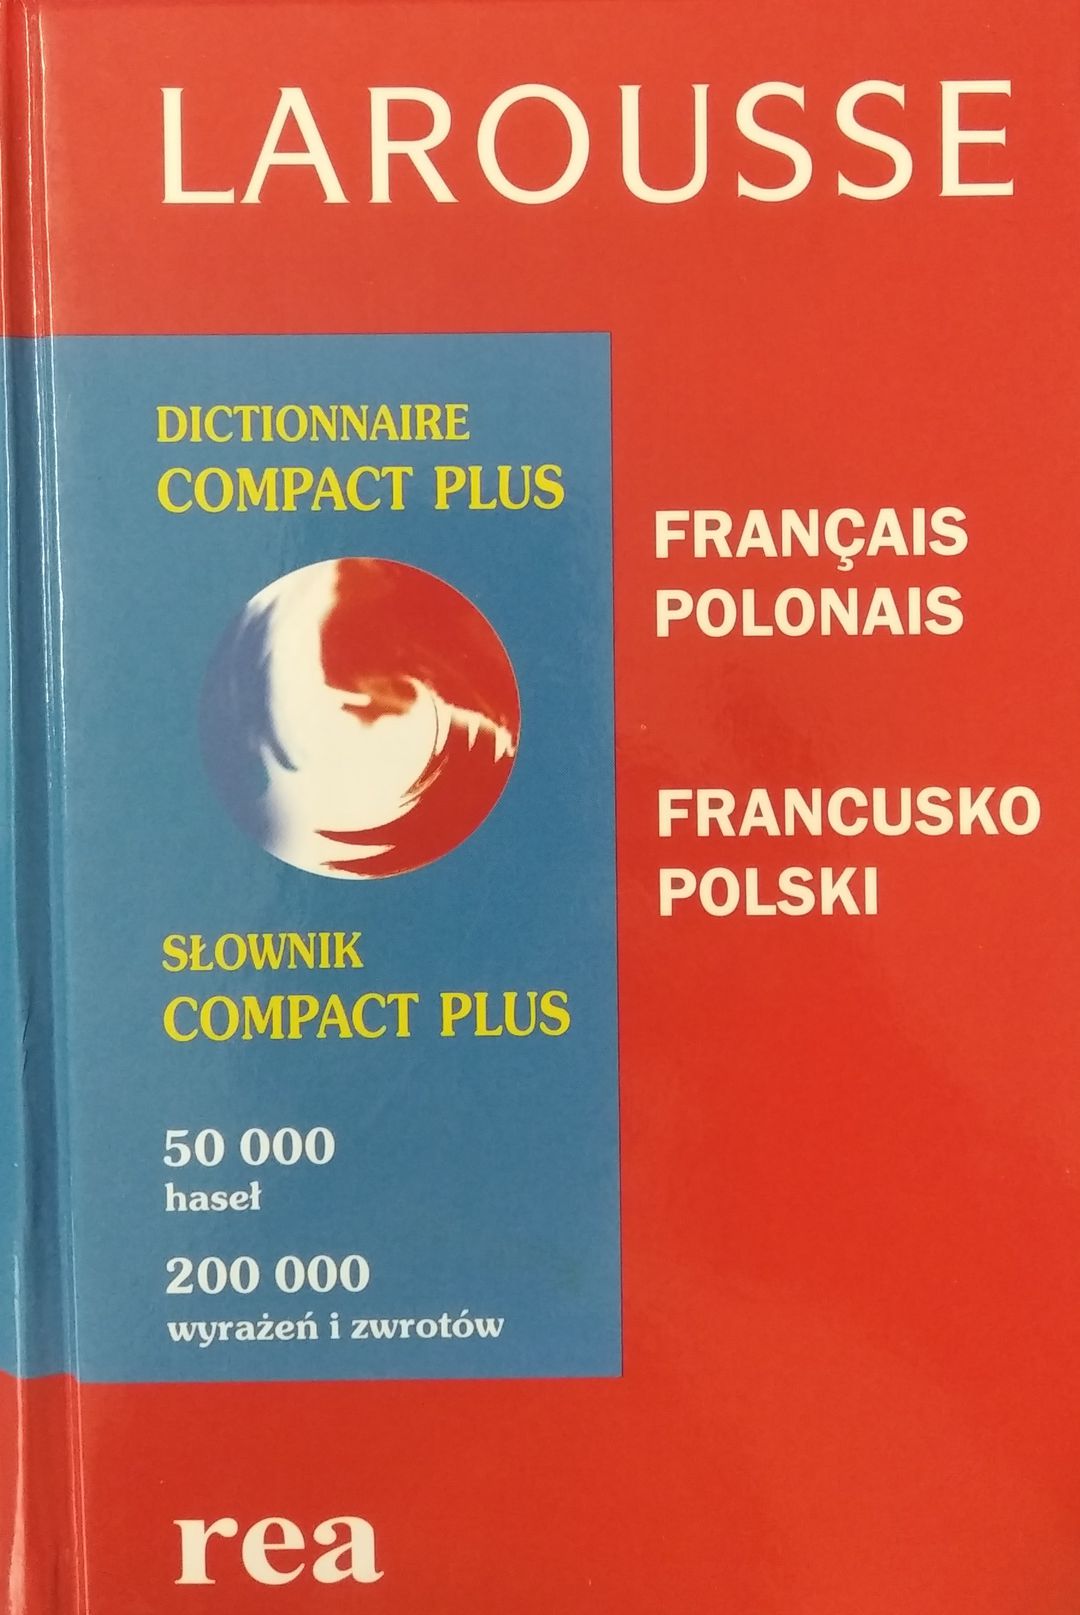 LAROUSSE
DICTIONNAIRE
COMPACT PLUS
FRANÇAIS
POLONAIS
FRANCUSKO
POLSKI
SŁOWNIK
COMPACT PLUS
50 000
haseł
200 000
wyrażeń i zwrotów
rea